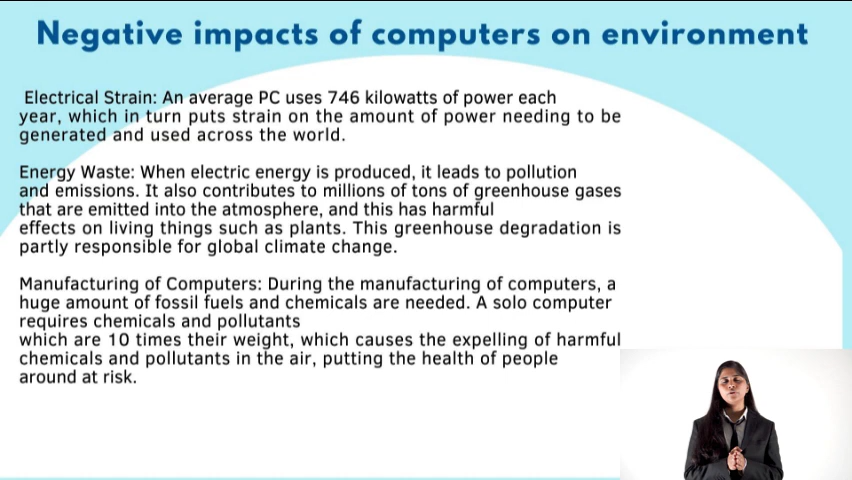 Negative impacts of computers on environment
Electrical Strain: An average PC uses 746 kilowatts of power each
year, which in turn puts strain on the amount of power needing to be
generated and used across the world.
Energy Waste: When electric energy is produced, it leads to pollution
and emissions. It also contributes to millions of tons of greenhouse gases
that are emitted into the atmosphere, and this has harmful
effects on living things such as plants. This greenhouse degradation is
partly responsible for global climate change.
Manufacturing of Computers: During the manufacturing of computers, a
huge amount of fossil fuels and chemicals are needed. A solo computer
requires chemicals and pollutants
which are 10 times their weight, which causes the expelling of harmful
chemicals and pollutants in the air, putting the health of people
around at risk.